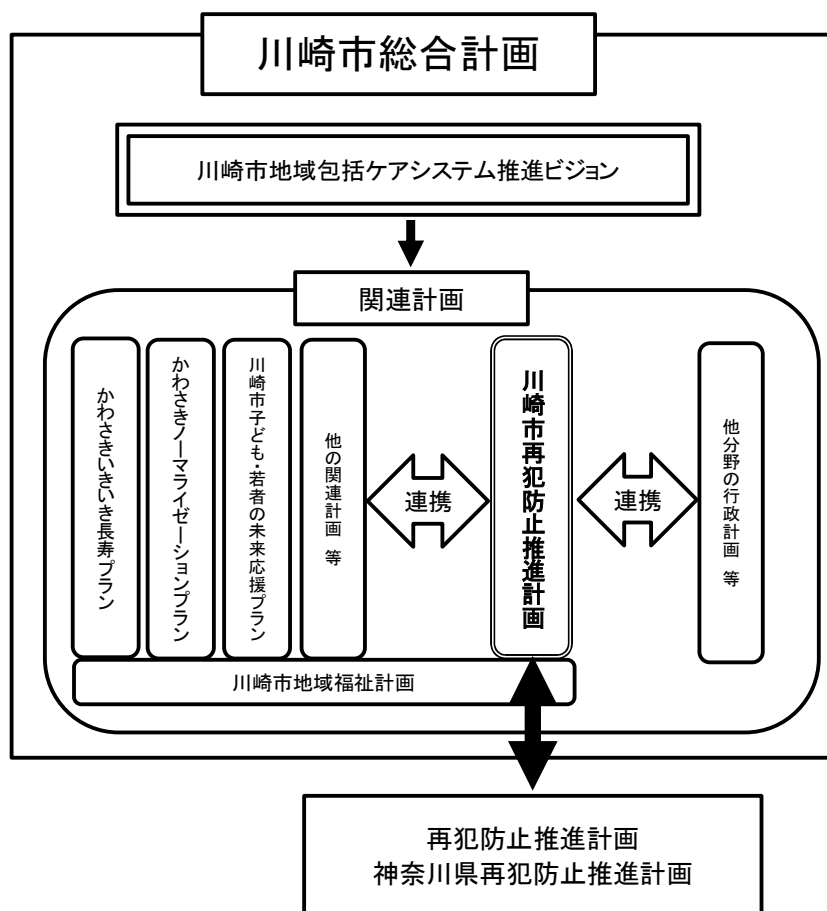 川崎市総合計画
川崎市地域包括ケアシステム推進ビジョン
関連計画
かわさきいきいき長寿プラン
かわさきノーマライゼーションプラン
川崎市子ども・若者の未来応援プラン
他の関連計画 等
連携
川崎市再犯防止推進計画
連携
他分野の行政計画 等
川崎市地域福祉計画
再犯防止推進計画
神奈川県再犯防止推進計画